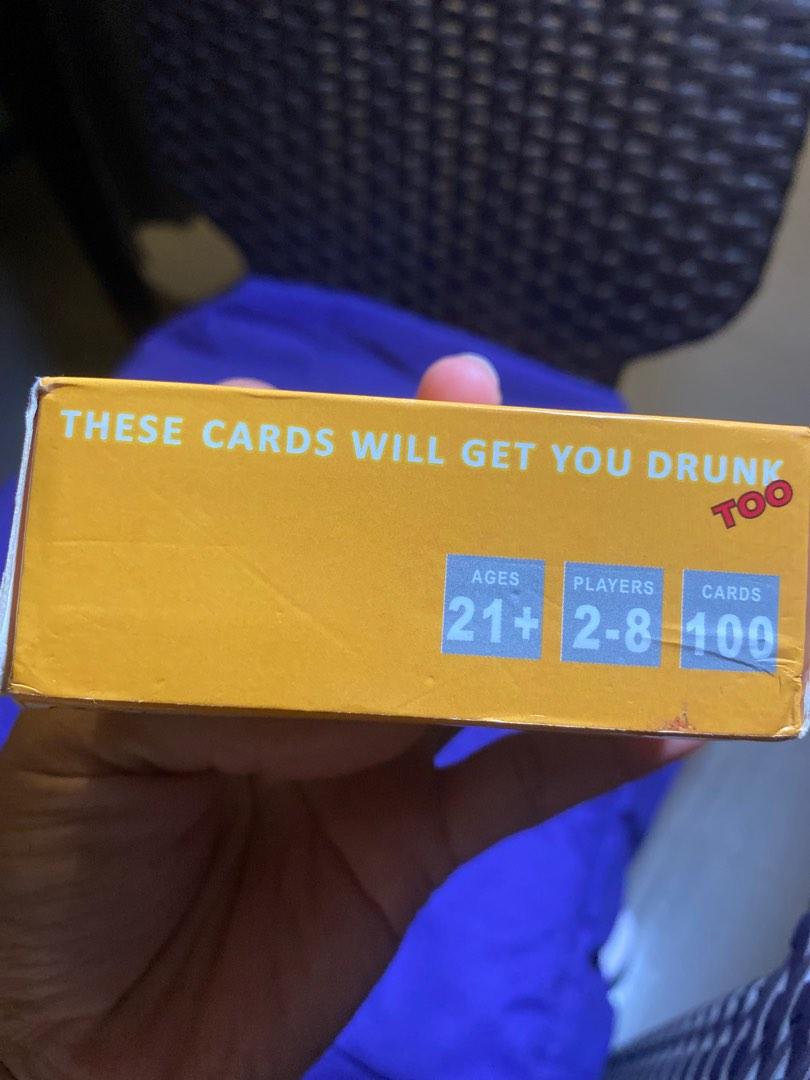 THESE CARDS WILL GET YOU DRUNK
TOO
AGES
21+
PLAYERS
2-8
CARDS
100